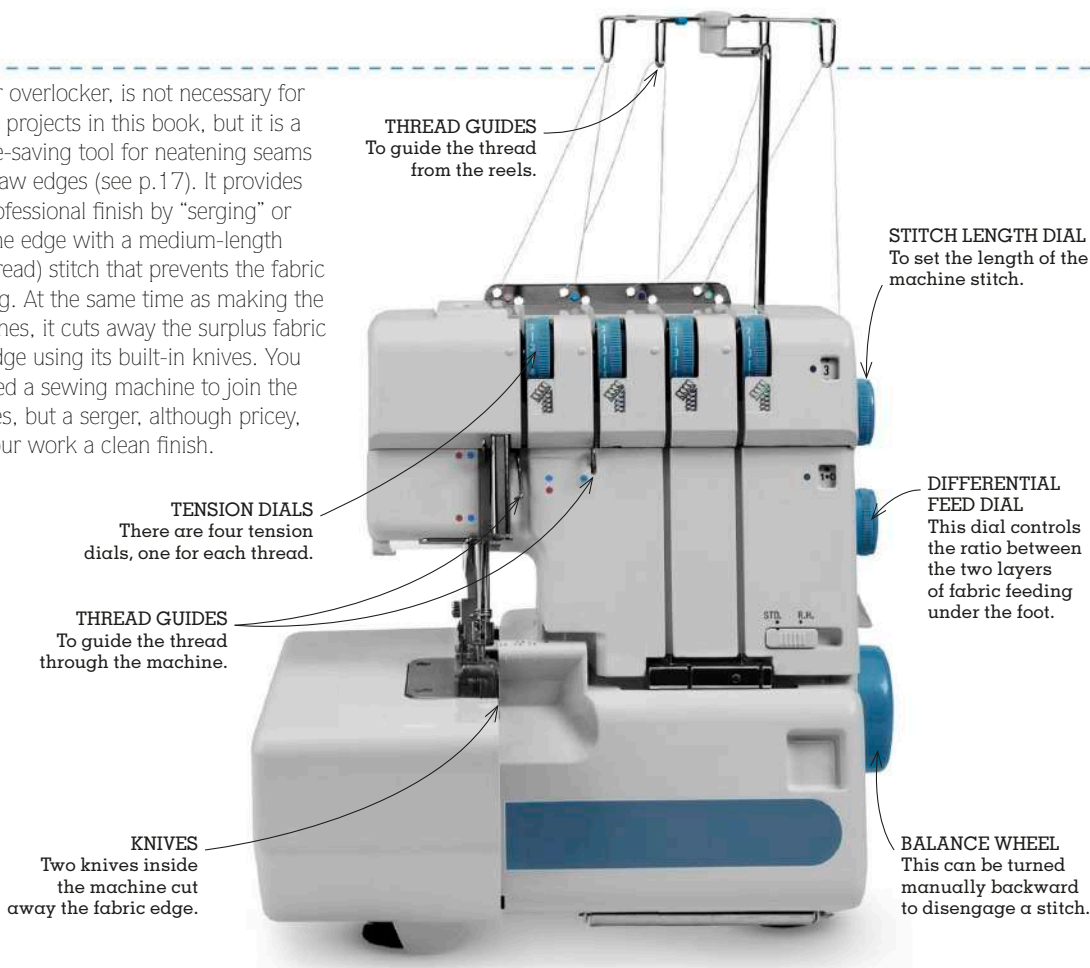 r overlocker, is not necessary for
projects in this book, but it is a
e-saving tool for neatening seams
aw edges (see p.17). It provides
ofessional finish by “serging” or
ne edge with a medium-length
read) stitch that prevents the fabric
g. At the same time as making the
nes, it cuts away the surplus fabric
dge using its built-in knives. You
ed a sewing machine to join the
es, but a serger, although pricey,
our work a clean finish.
THREAD GUIDES
To guide the thread
from the reels.
STITCH LENGTH DIAL
To set the length of the
machine stitch.
3
TENSION DIALS
There are four tension
dials, one for each thread.
DIFFERENTIAL
FEED DIAL
This dial controls
the ratio between
the two layers
of fabric feeding
under the foot.
THREAD GUIDES
To guide the thread
through the machine.
STD. R.H.
KNIVES
Two knives inside
the machine cut
away the fabric edge.
BALANCE WHEEL
This can be turned
manually backward
to disengage a stitch.